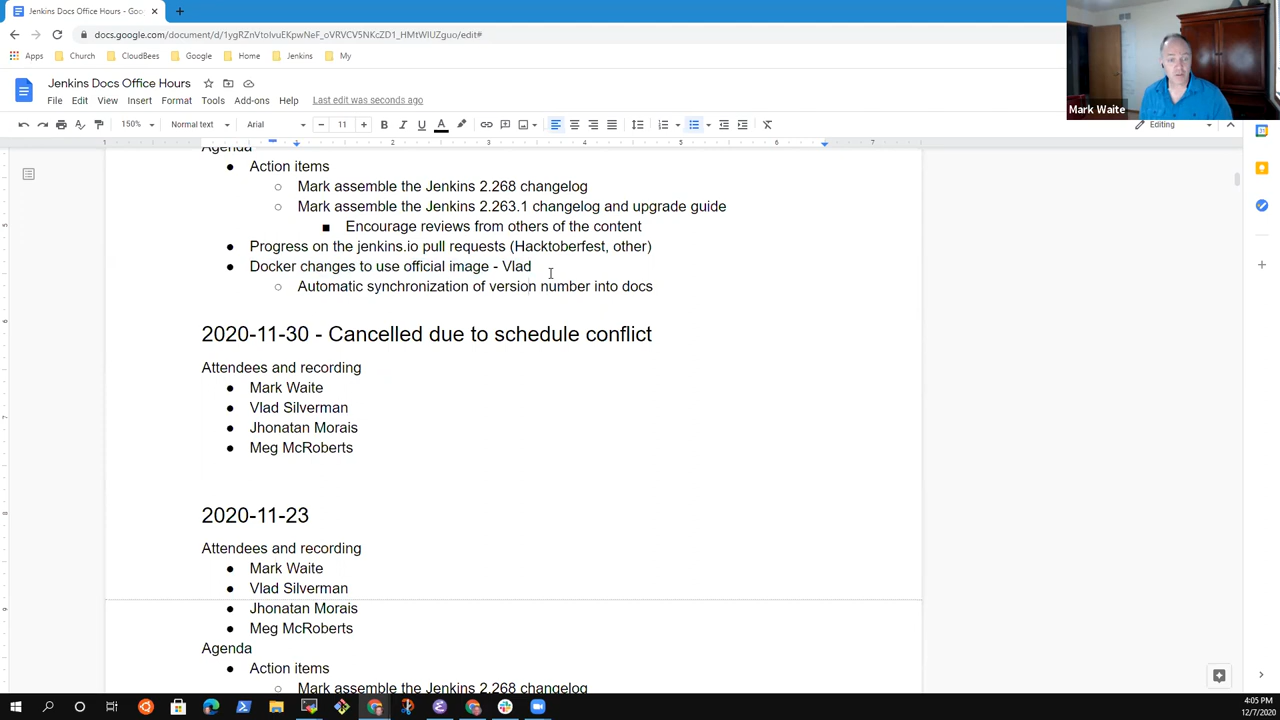 Jenkins Docs Office Hours - Goo
docs.google.com/document/d/1ygRZnVtoIvuEKpwNeF_oVRVCV5NKcZD1_HMtWIUZguo/edit#
Apps Church CloudBees Google Home Jenkins My
Mark Waite
Jenkins Docs Office Hours
File Edit View Insert Format Tools Add-ons Help Last edit was seconds ago
150% Normal text Arial 11 B I U A Editing
1 2 3 4 5 6 7
Agenda
Action items
Mark assemble the Jenkins 2.268 changelog
Mark assemble the Jenkins 2.263.1 changelog and upgrade guide
Encourage reviews from others of the content
Progress on the jenkins.io pull requests (Hacktoberfest, other)
Docker changes to use official image - Vlad
Automatic synchronization of version number into docs
2020-11-30 - Cancelled due to schedule conflict
Attendees and recording
Mark Waite
Vlad Silverman
Jhonatan Morais
Meg McRoberts
2020-11-23
Attendees and recording
Mark Waite
Vlad Silverman
Jhonatan Morais
Meg McRoberts
Agenda
Action items
Mark assemble the Jenkins 2.268 changelog
4:05 PM
12/7/2020